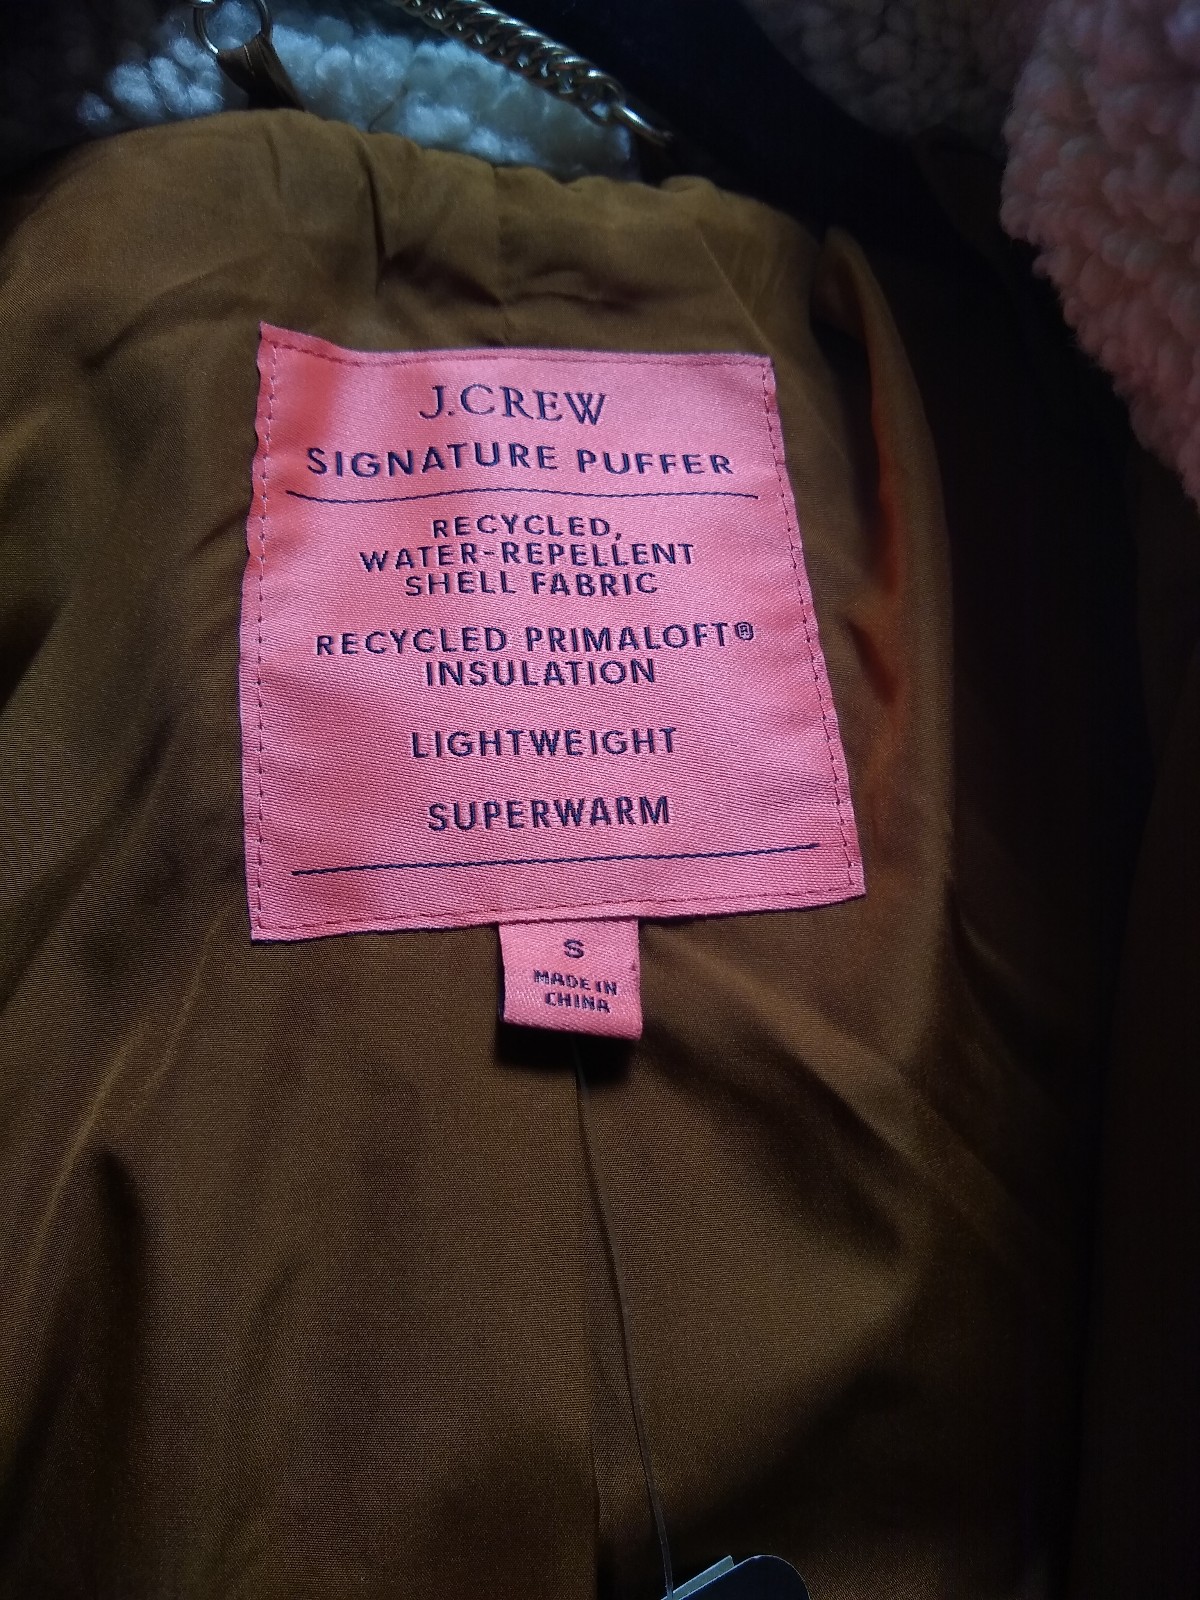 J.CREW
SIGNATURE PUFFER
RECYCLED,
WATER-REPELLENT
SHELL FABRIC
RECYCLED PRIMALOFT®
INSULATION
LIGHTWEIGHT
SUPERWARM
S
MADE IN
CHINA